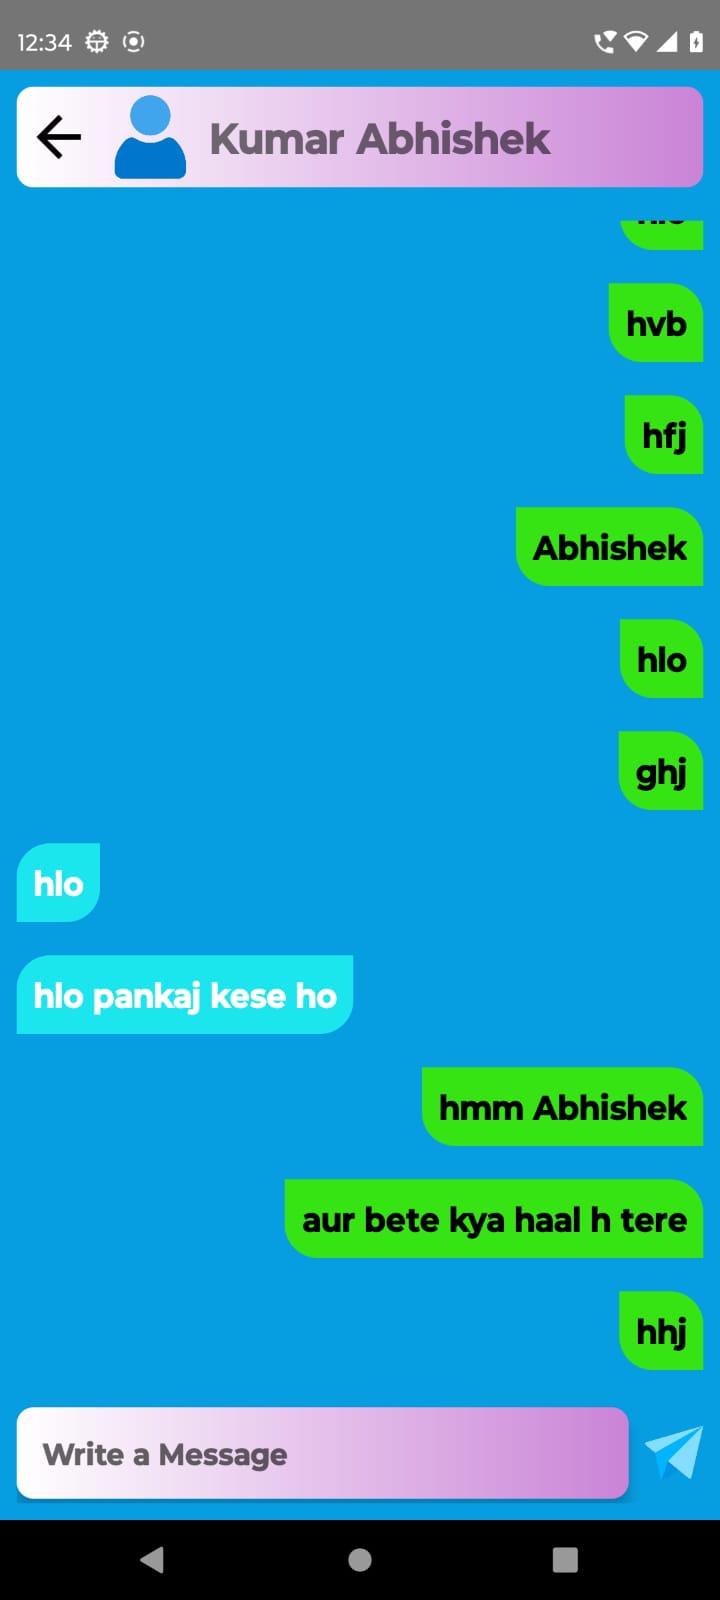 12:34
Kumar Abhishek
hvb
hfj
Abhishek
hlo
ghj
hlo
hlo pankaj kese ho
hmm Abhishek
aur bete kya haal h tere
hhj
Write a Message